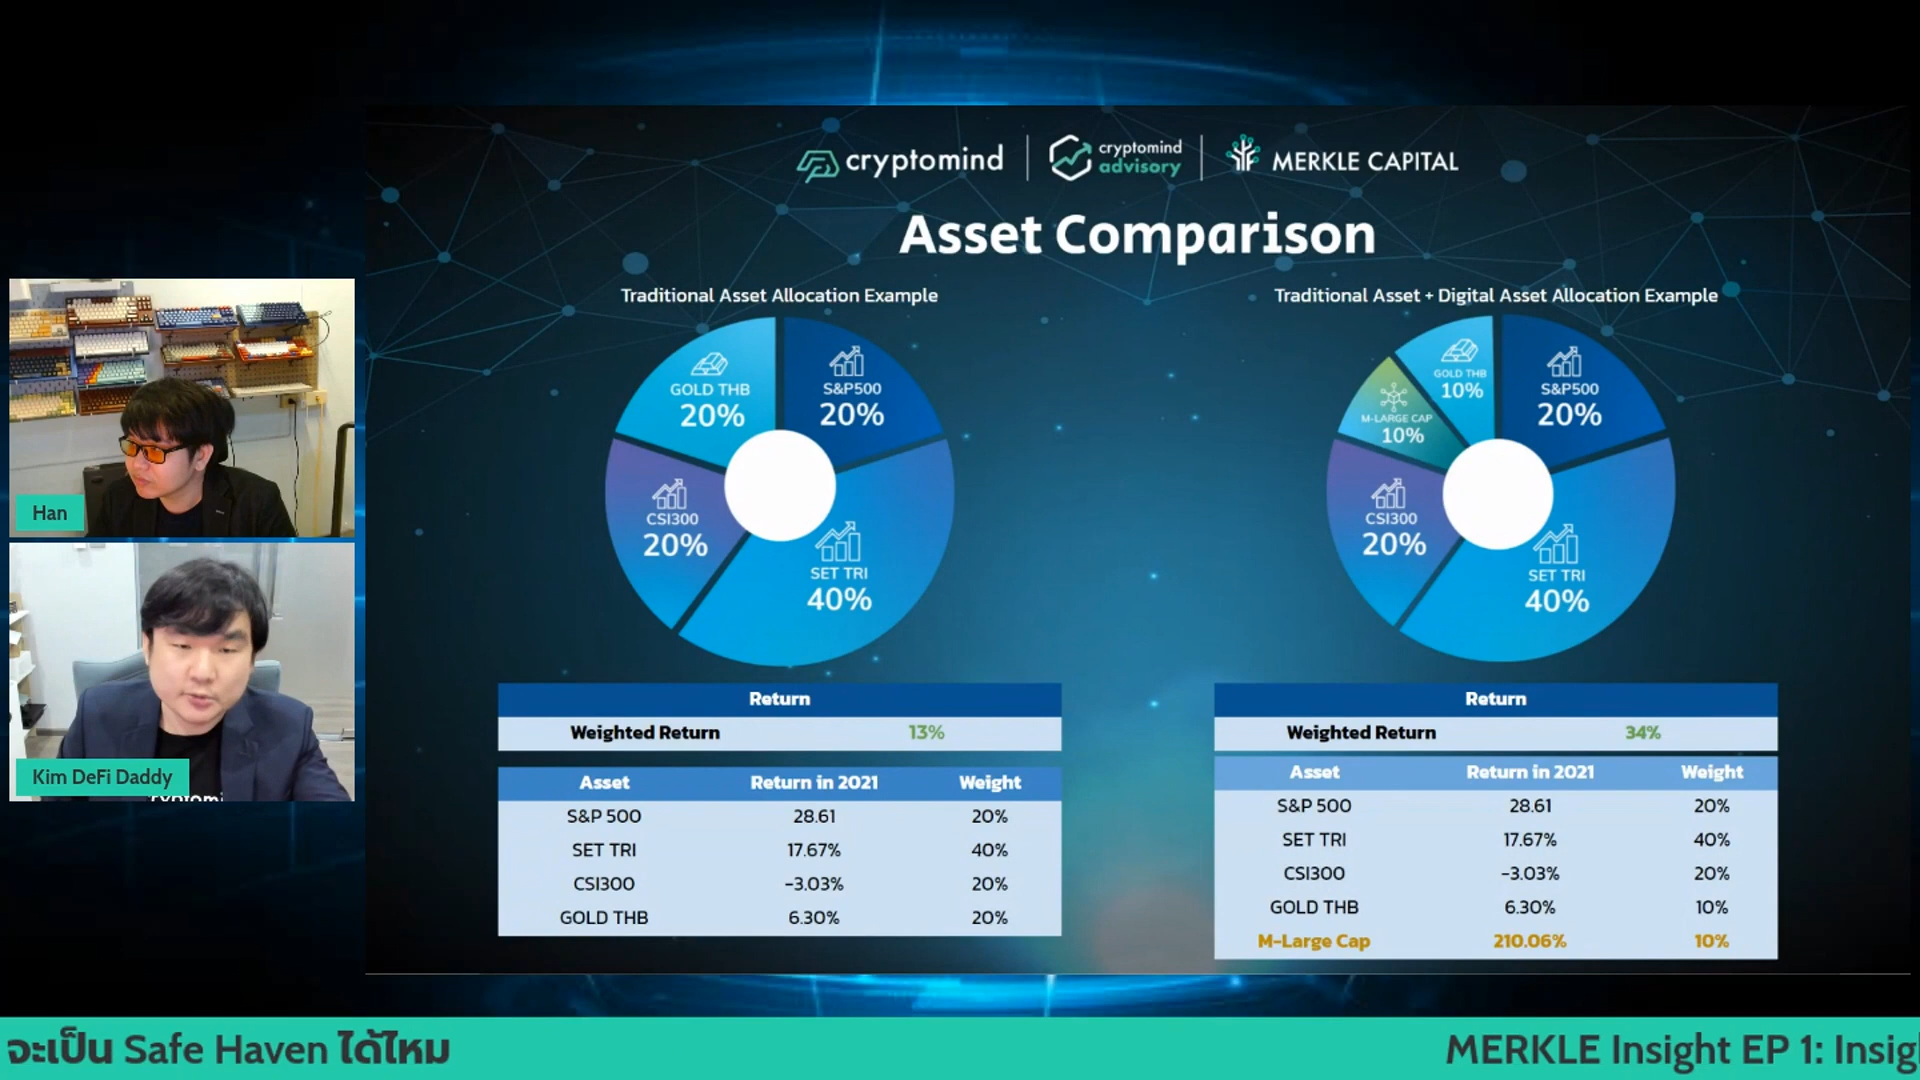 cryptomind
cryptomind
advisory
MERKLE CAPITAL
Asset Comparison
Traditional Asset Allocation Example
GOLD THB
20%
S&P500
20%
CSI300
20%
SET TRI
40%
Return
Weighted Return 13%
Asset Return in 2021 Weight
S&P 500 28.61 20%
SET TRI 17.67% 40%
CSI300 -3.03% 20%
GOLD THB 6.30% 20%
Traditional Asset + Digital Asset Allocation Example
GOLD THB
10%
S&P500
20%
M-LARGE CAP
10%
CSI300
20%
SET TRI
40%
Return
Weighted Return 34%
Asset Return in 2021 Weight
S&P 500 28.61 20%
SET TRI 17.67% 40%
CSI300 -3.03% 20%
GOLD THB 6.30% 10%
M-Large Cap 210.06% 10%
Han
Kim DeFi Daddy
จะเป็น Safe Haven ได้ไหม
MERKLE Insight EP 1: Insig